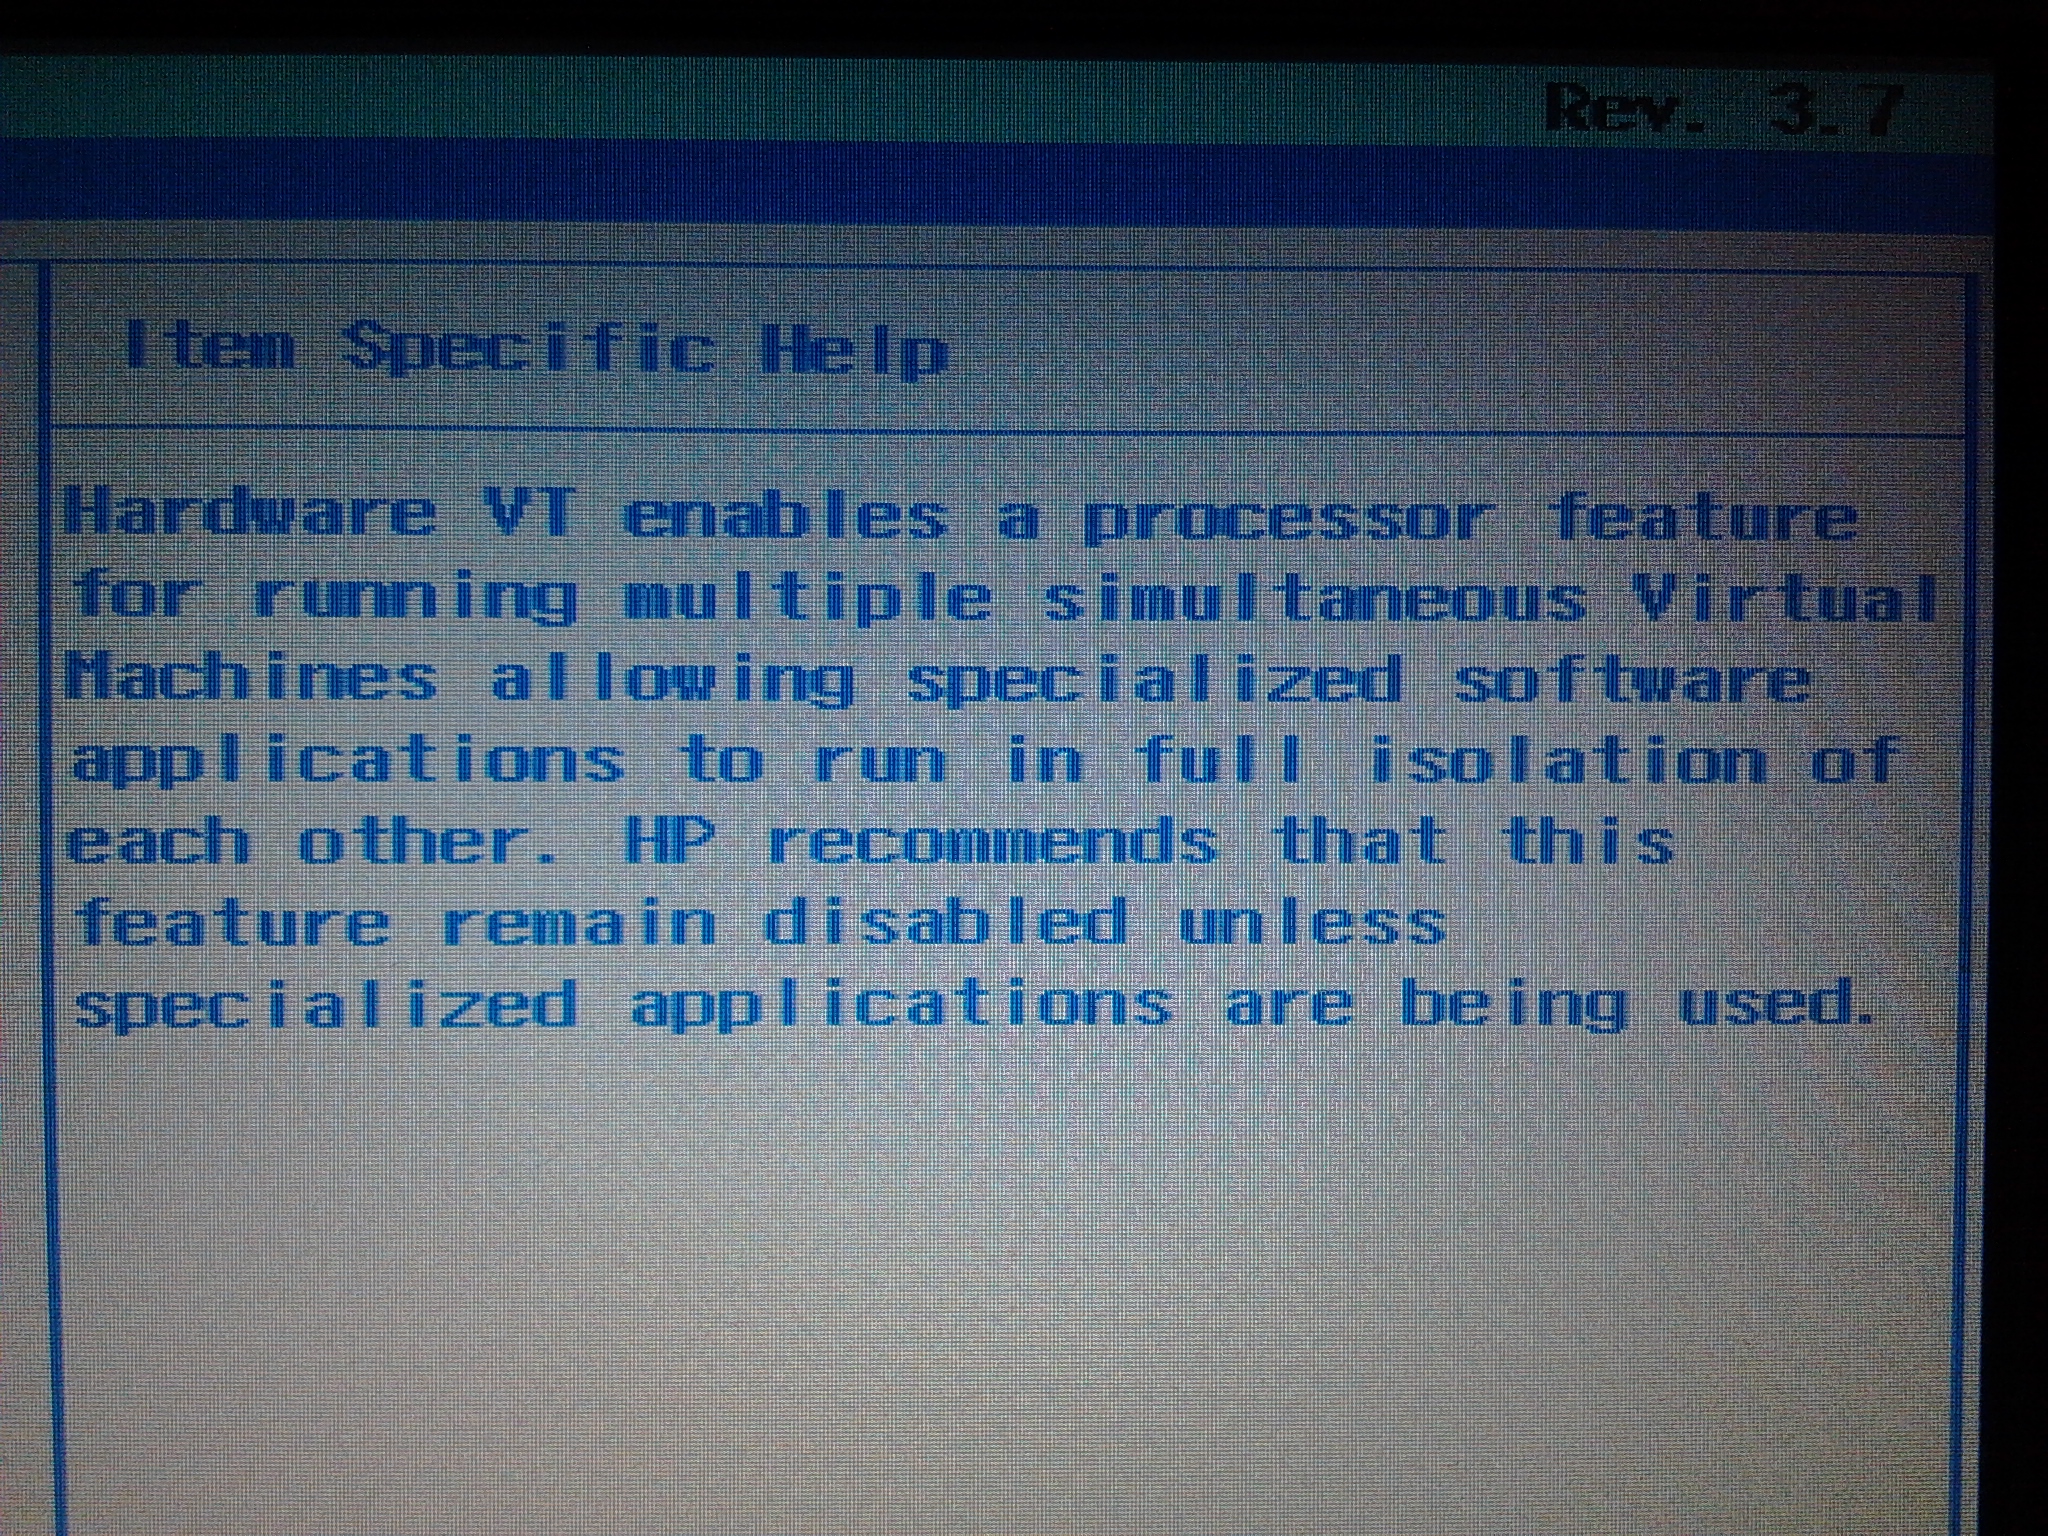 Rev. 3.7
Item Specific Help
Hardware VT enables a processor feature
for running multiple simultaneous Virtual
Machines allowing specialized software
applications to run in full isolation of
each other. HP recommends that this
feature remain disabled unless
specialized applications are being used.